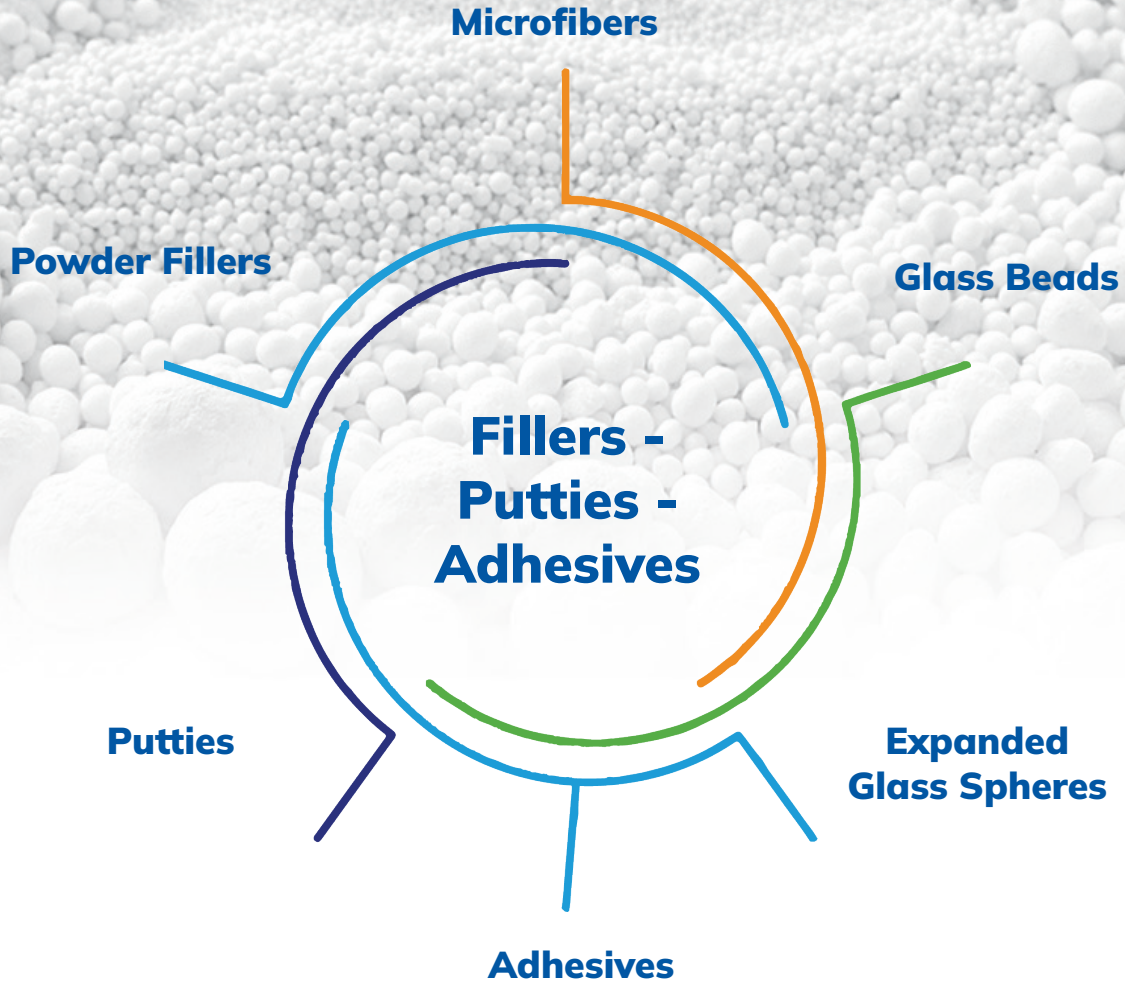 Microfibers
Powder Fillers
Glass Beads
Fillers -
Putties -
Adhesives
Putties
Expanded
Glass Spheres
Adhesives